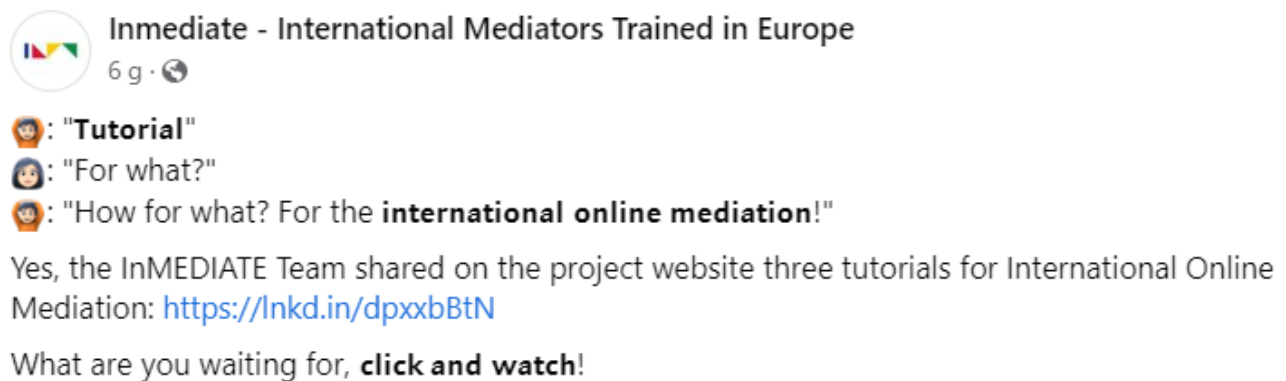 Inmediate - International Mediators Trained in Europe
6 g ·
🙆🏻: "Tutorial"
👩🏻: "For what?"
🙆🏻: "How for what? For the international online mediation!"
Yes, the InMEDIATE Team shared on the project website three tutorials for International Online
Mediation: https://lnkd.in/dpxxbBtN
What are you waiting for, click and watch!